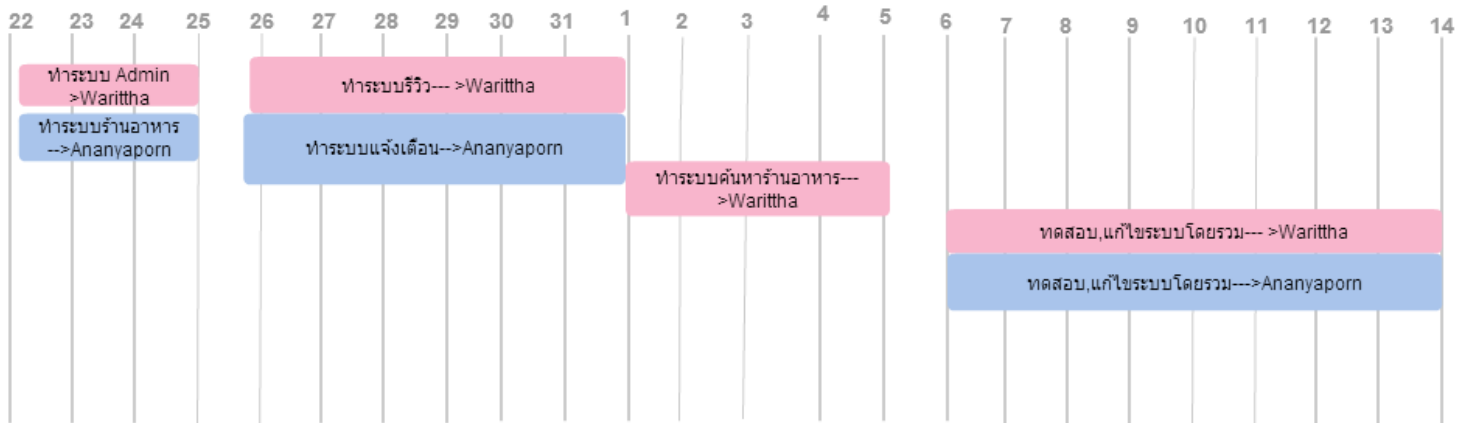 22 23 24 25 26 27 28 29 30 31 1 2 3 4 5 6 7 8 9 10 11 12 13 14
ทำระบบ Admin
>Warittha
ทำระบบร้านอาหาร
-->Ananyaporn
ทำระบบรีวิว--- >Warittha
ทำระบบแจ้งเตือน-->Ananyaporn
ทำระบบค้นหาร้านอาหาร---
>Warittha
ทดสอบ,แก้ไขระบบโดยรวม--- >Warittha
ทดสอบ,แก้ไขระบบโดยรวม--->Ananyaporn